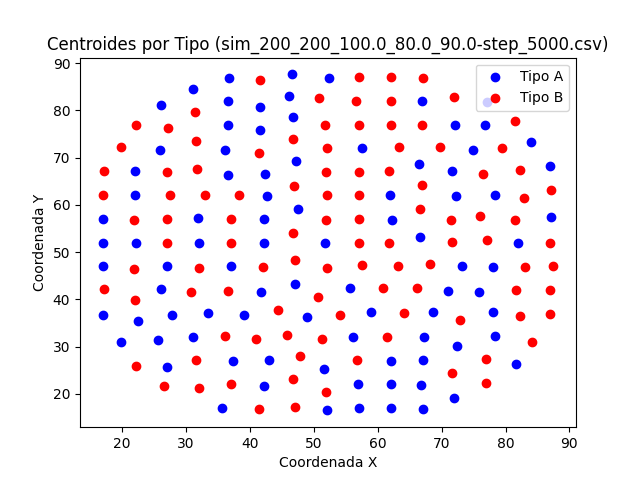 Centroides por Tipo (sim_200_200_100.0_80.0_90.0-step_5000.csv)
Tipo A
Tipo B
90
80
70
60
50
40
30
20
Coordenada Y
20 30 40 50 60 70 80 90
Coordenada X